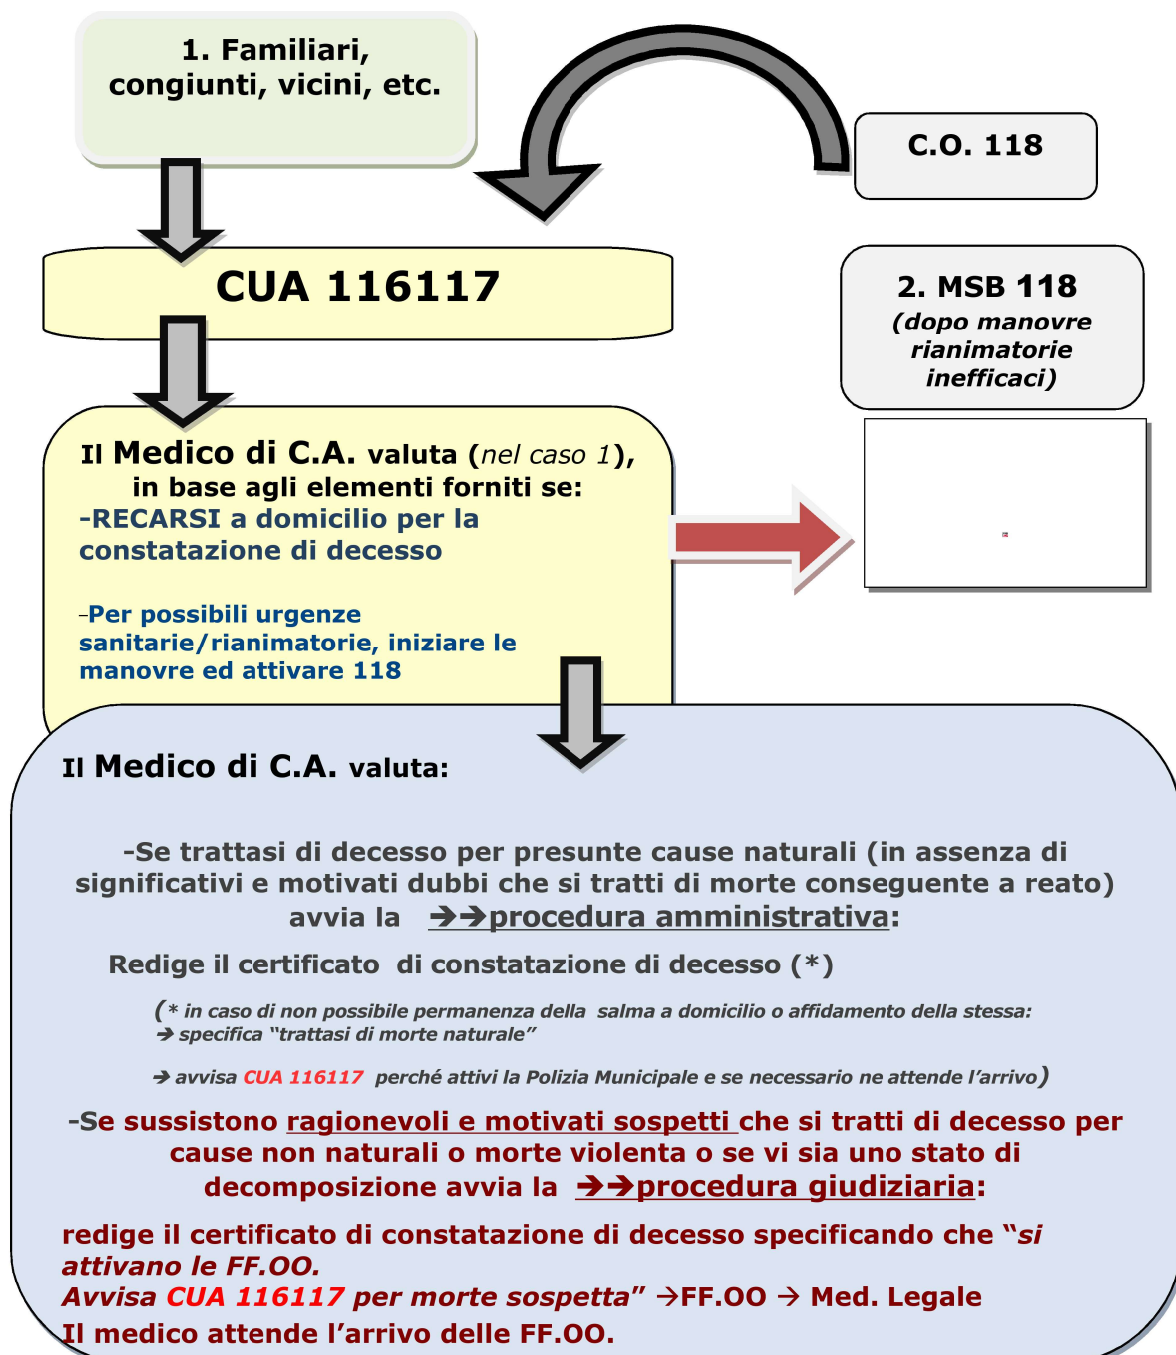 1. Familiari,
congiunti, vicini, etc.
C.O. 118
CUA 116117
2. MSB 118
(dopo manovre
rianimatorie
inefficaci)
Il Medico di C.A. valuta (nel caso 1),
in base agli elementi forniti se:
-RECARSI a domicilio per la
constatazione di decesso
-Per possibili urgenze
sanitarie/rianimatorie, iniziare le
manovre ed attivare 118
Il Medico di C.A. valuta:
-Se trattasi di decesso per presunte cause naturali (in assenza di
significativi e motivati dubbi che si tratti di morte conseguente a reato)
avvia la ➔➔procedura amministrativa:
Redige il certificato di constatazione di decesso (*)
(* in caso di non possibile permanenza della salma a domicilio o affidamento della stessa:
➔ specifica “trattasi di morte naturale”
➔ avvisa CUA 116117 perché attivi la Polizia Municipale e se necessario ne attende l’arrivo)
-Se sussistono ragionevoli e motivati sospetti che si tratti di decesso per
cause non naturali o morte violenta o se vi sia uno stato di
decomposizione avvia la ➔➔procedura giudiziaria:
redige il certificato di constatazione di decesso specificando che “si
attivano le FF.OO.
Avvisa CUA 116117 per morte sospetta” →FF.OO → Med. Legale
Il medico attende l’arrivo delle FF.OO.